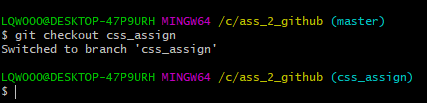 LQWOOO@DESKTOP-47P9URH MINGW64 /c/ass_2_github (master)
$ git checkout css_assign
Switched to branch 'css_assign'
LQWOOO@DESKTOP-47P9URH MINGW64 /c/ass_2_github (css_assign)
$